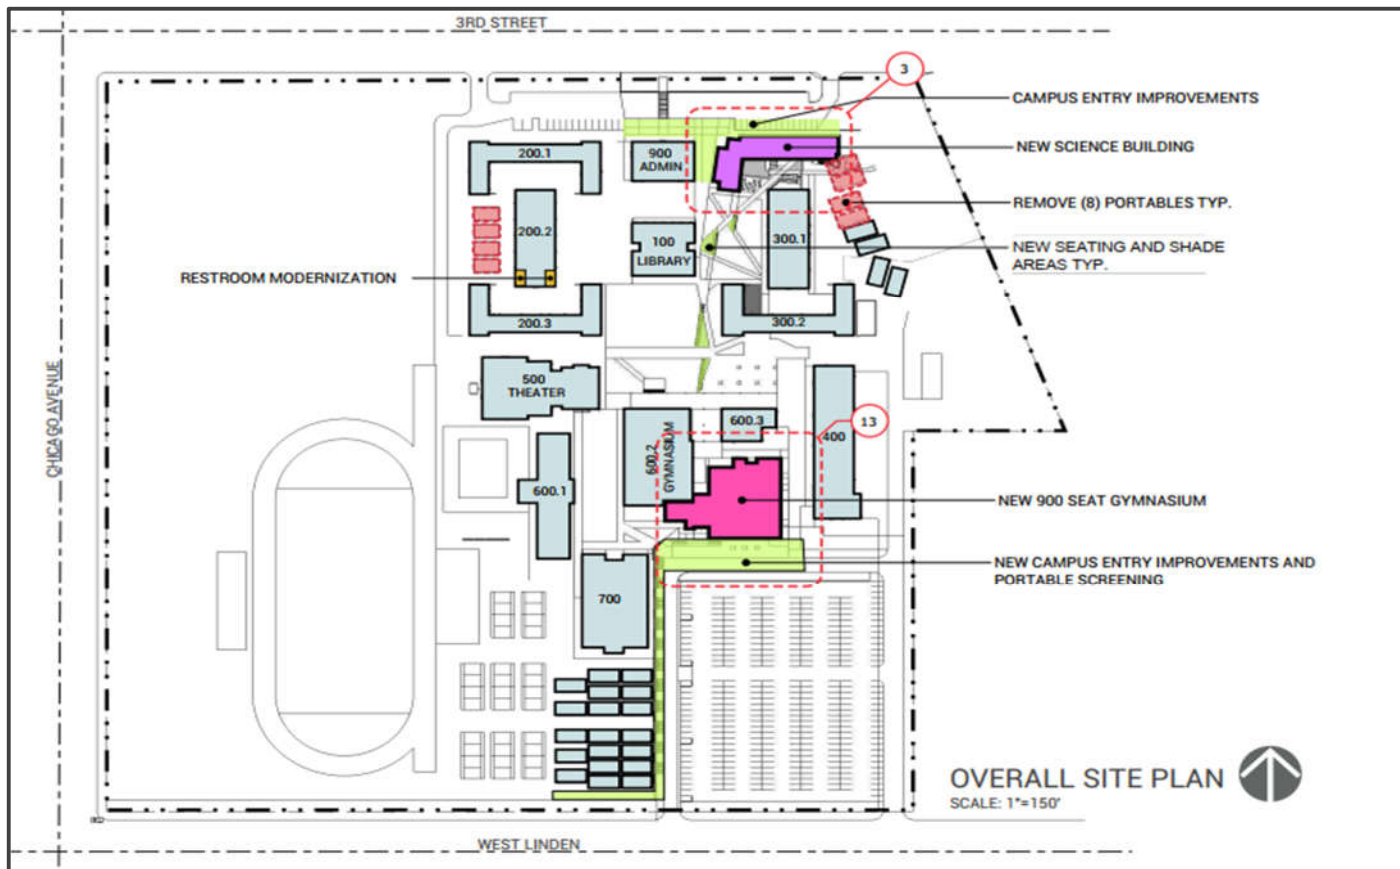 3RD STREET
3
CAMPUS ENTRY IMPROVEMENTS
NEW SCIENCE BUILDING
200.1
900
ADMIN
REMOVE (8) PORTABLES TYP.
200.2
100
LIBRARY
300.1
NEW SEATING AND SHADE
AREAS TYP.
RESTROOM MODERNIZATION
200.3
300.2
CHICAGO AVENUE
500
THEATER
600.3
13
400
600.2
GYMNASIUM
600.1
NEW 900 SEAT GYMNASIUM
NEW CAMPUS ENTRY IMPROVEMENTS AND
PORTABLE SCREENING
700
OVERALL SITE PLAN
SCALE: 1"=150'
WEST LINDEN